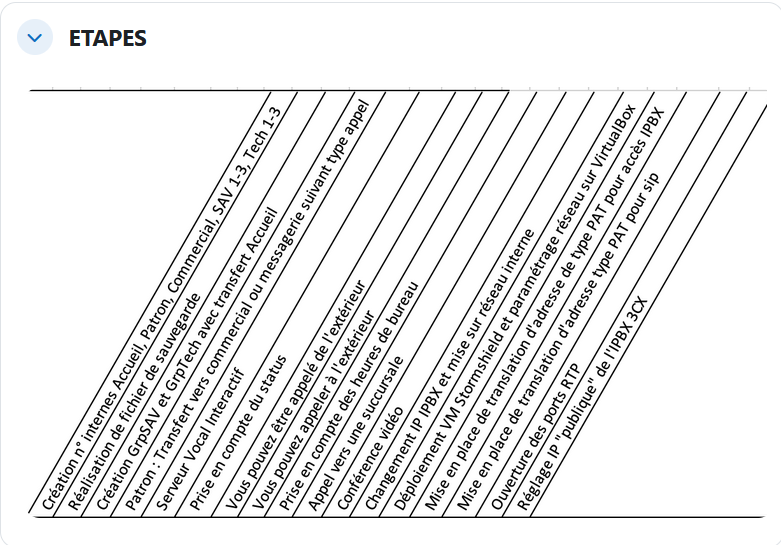 ETAPES
Création n° internes Accueil, Patron, Commercial, SAV 1-3, Tech 1-3
Réalisation de fichier de sauvegarde
Création GrpSAV et GrpTech avec transfert Accueil
Patron : Transfert vers commercial ou messagerie suivant type appel
Serveur Vocal Interactif
Prise en compte du status
Vous pouvez être appelé de l'extérieur
Vous pouvez appeler à l'extérieur
Prise en compte des heures de bureau
Appel vers une succursale
Conférence vidéo
Changement IP IPBX et mise sur réseau interne
Déploiement VM Stormshield et paramétrage réseau sur VirtualBox
Mise en place de translation d'adresse de type PAT pour accès IPBX
Mise en place de translation d'adresse type PAT pour sip
Ouverture des ports RTP
Réglage IP "publique" de l'IPBX 3CX